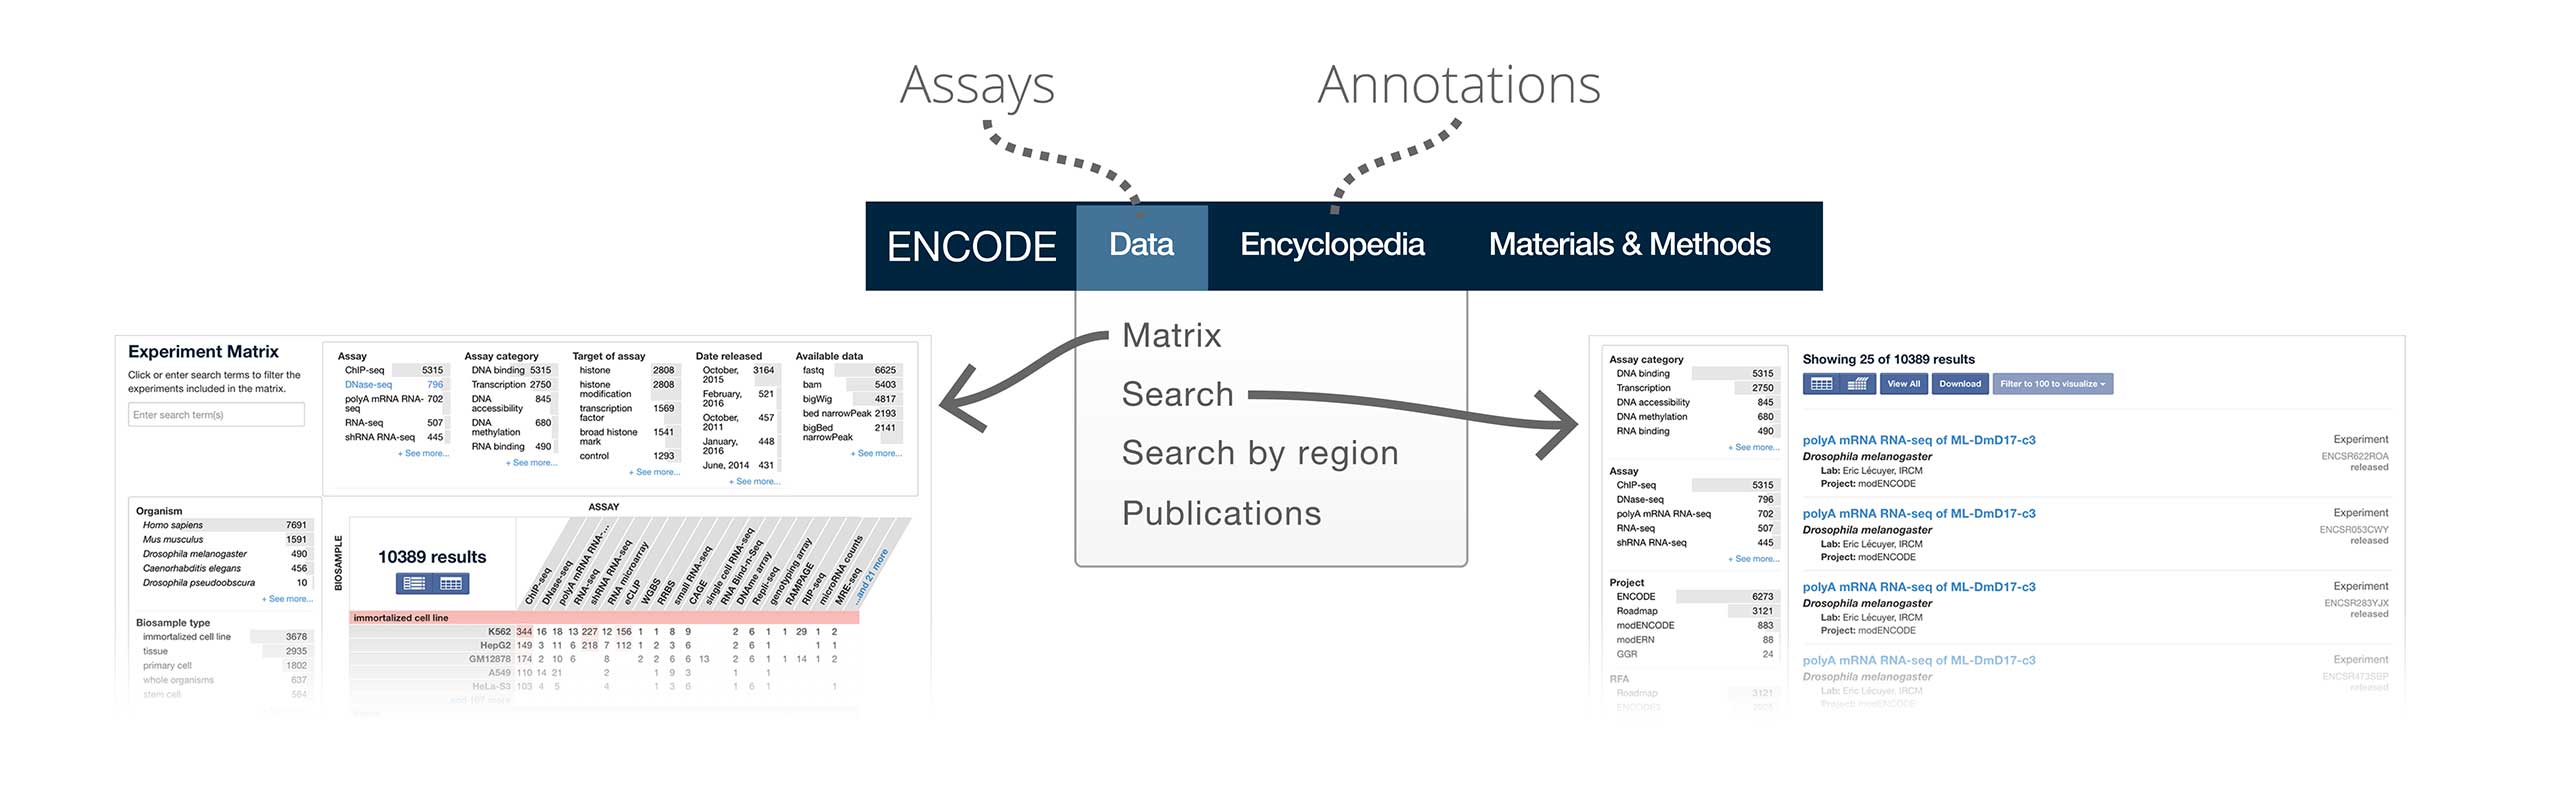 Assays
Annotations
ENCODE Data Encyclopedia Materials & Methods
Matrix
Search
Search by region
Publications
Experiment Matrix
Click or enter search terms to filter the
experiments included in the matrix.
Enter search term(s)
Assay
ChIP-seq 5315
DNase-seq 796
polyA mRNA RNA- 702
seq
RNA-seq 507
shRNA RNA-seq 445
+ See more...
Assay category
DNA binding 5315
Transcription 2750
DNA 845
accessibility
DNA 680
methylation
RNA binding 490
+ See more...
Target of assay
histone 2808
histone 2808
modification
transcription 1569
factor
broad histone 1541
mark
control 1293
+ See more...
Date released
October, 3164
2015
February, 521
2016
October, 457
2011
January, 448
2016
June, 2014 431
+ See more...
Available data
fastq 6625
bam 5403
bigWig 4817
bed narrowPeak 2193
bigBed 2141
narrowPeak
+ See more...
Organism
Homo sapiens 7691
Mus musculus 1591
Drosophila melanogaster 490
Caenorhabditis elegans 456
Drosophila pseudoobscura 10
+ See more...
Biosample type
immortalized cell line 3678
tissue 2935
primary cell 1802
whole organisms 637
stem cell 564
ASSAY
BIOSAMPLE
10389 results
ChIP-seq
DNase-seq
polyA mRNA RNA-...
RNA-seq
shRNA RNA-seq
RNA microarray
eCLIP
WGBS
RRBS
small RNA-seq
CAGE
single cell RNA-seq
RNA Bind-n-Seq
DNAme array
Repli-seq
genotyping array
RAMPAGE
RIP-seq
microRNA counts
MRE-seq
...and 21 more
immortalized cell line
K562 344 16 18 13 227 12 156 1 1 8 9 2 6 1 1 29 1 2
HepG2 149 3 11 6 218 7 112 1 2 3 6 2 6 1 1 1
GM12878 174 2 10 6 8 2 2 6 6 13 2 6 1 1 14 1 2
A549 110 14 21 2 1 9 3 1 1
HeLa-S3 103 4 5 4 1 3 6 1 6 1 1
...and 167 more
Assay category
DNA binding 5315
Transcription 2750
DNA accessibility 845
DNA methylation 680
RNA binding 490
+ See more...
Assay
ChIP-seq 5315
DNase-seq 796
polyA mRNA RNA-seq 702
RNA-seq 507
shRNA RNA-seq 445
+ See more...
Project
ENCODE 6273
Roadmap 3121
modENCODE 883
modERN 88
GGR 24
RFA
Roadmap 3121
ENCODE3
Showing 25 of 10389 results
View All Download Filter to 100 to visualize
polyA mRNA RNA-seq of ML-DmD17-c3 Experiment
Drosophila melanogaster ENCSR622ROA
Lab: Eric Lécuyer, IRCM released
Project: modENCODE
polyA mRNA RNA-seq of ML-DmD17-c3 Experiment
Drosophila melanogaster ENCSR053CWY
Lab: Eric Lécuyer, IRCM released
Project: modENCODE
polyA mRNA RNA-seq of ML-DmD17-c3 Experiment
Drosophila melanogaster ENCSR283YJX
Lab: Eric Lécuyer, IRCM released
Project: modENCODE
polyA mRNA RNA-seq of ML-DmD17-c3 Experiment
Drosophila melanogaster ENCSR473SBP
Lab: Eric Lécuyer, IRCM released
Project: modENCODE